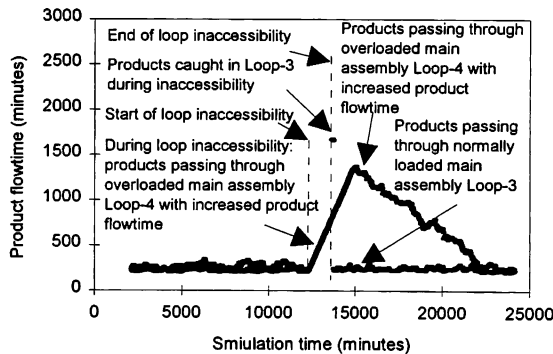 3000
2500
2000
1500
1000
500
0
Product flowtime (minutes)
End of loop inaccessibility
Products caught in Loop-3
during inaccessibility
Start of loop inaccessibility
During loop inaccessibility:
products passing through
overloaded main assembly
Loop-4 with increased product
flowtime
Products passing through
overloaded main
assembly Loop-4 with
increased product
flowtime
Products passing
through normally
loaded main
assembly Loop-3
0
5000
10000
15000
20000
25000
Smiulation time (minutes)